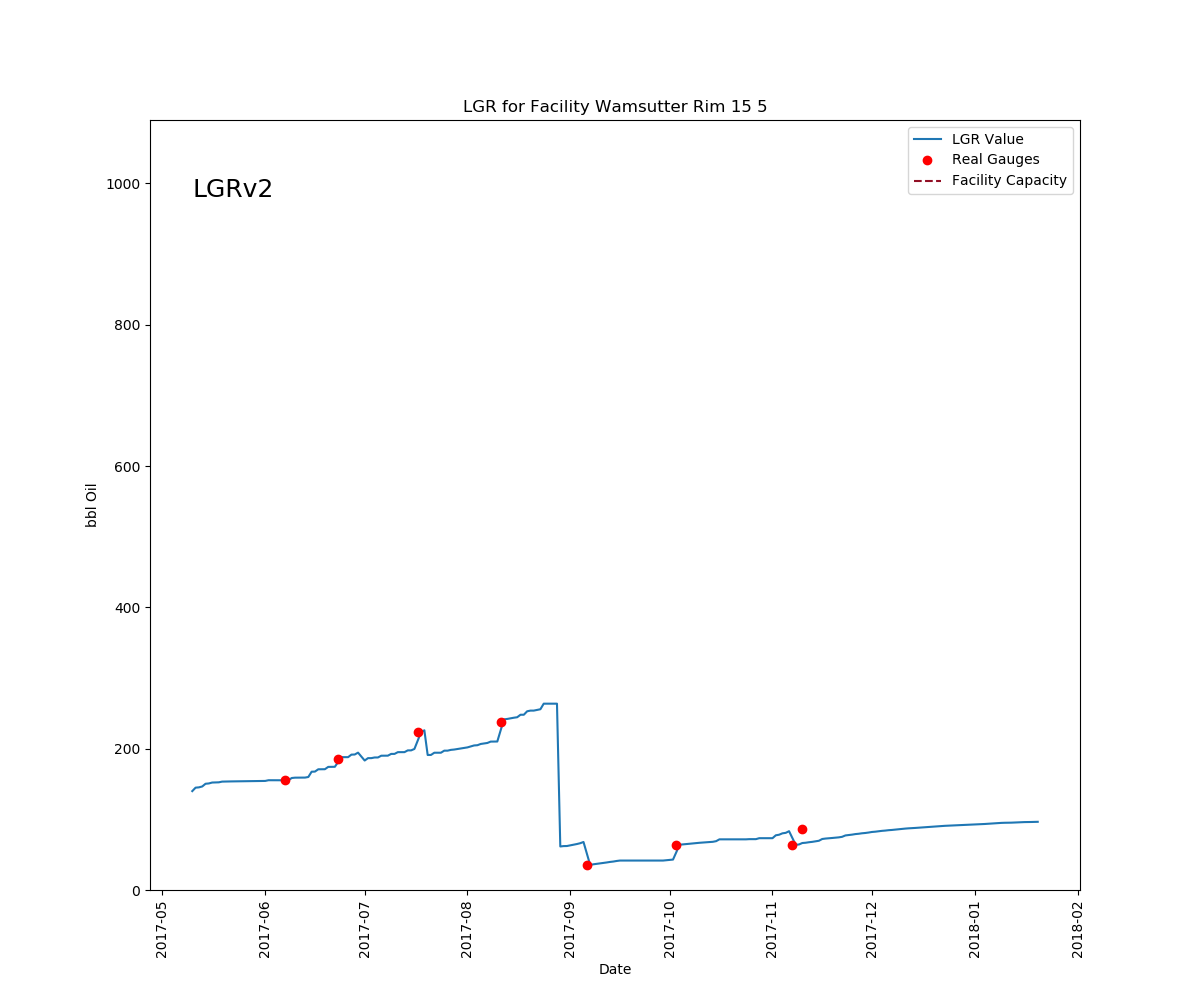 LGR for Facility Wamsutter Rim 15 5
LGRv2
LGR Value
Real Gauges
Facility Capacity
bbl Oil
1000
800
600
400
200
0
2017-05
2017-06
2017-07
2017-08
2017-09
2017-10
2017-11
2017-12
2018-01
2018-02
Date